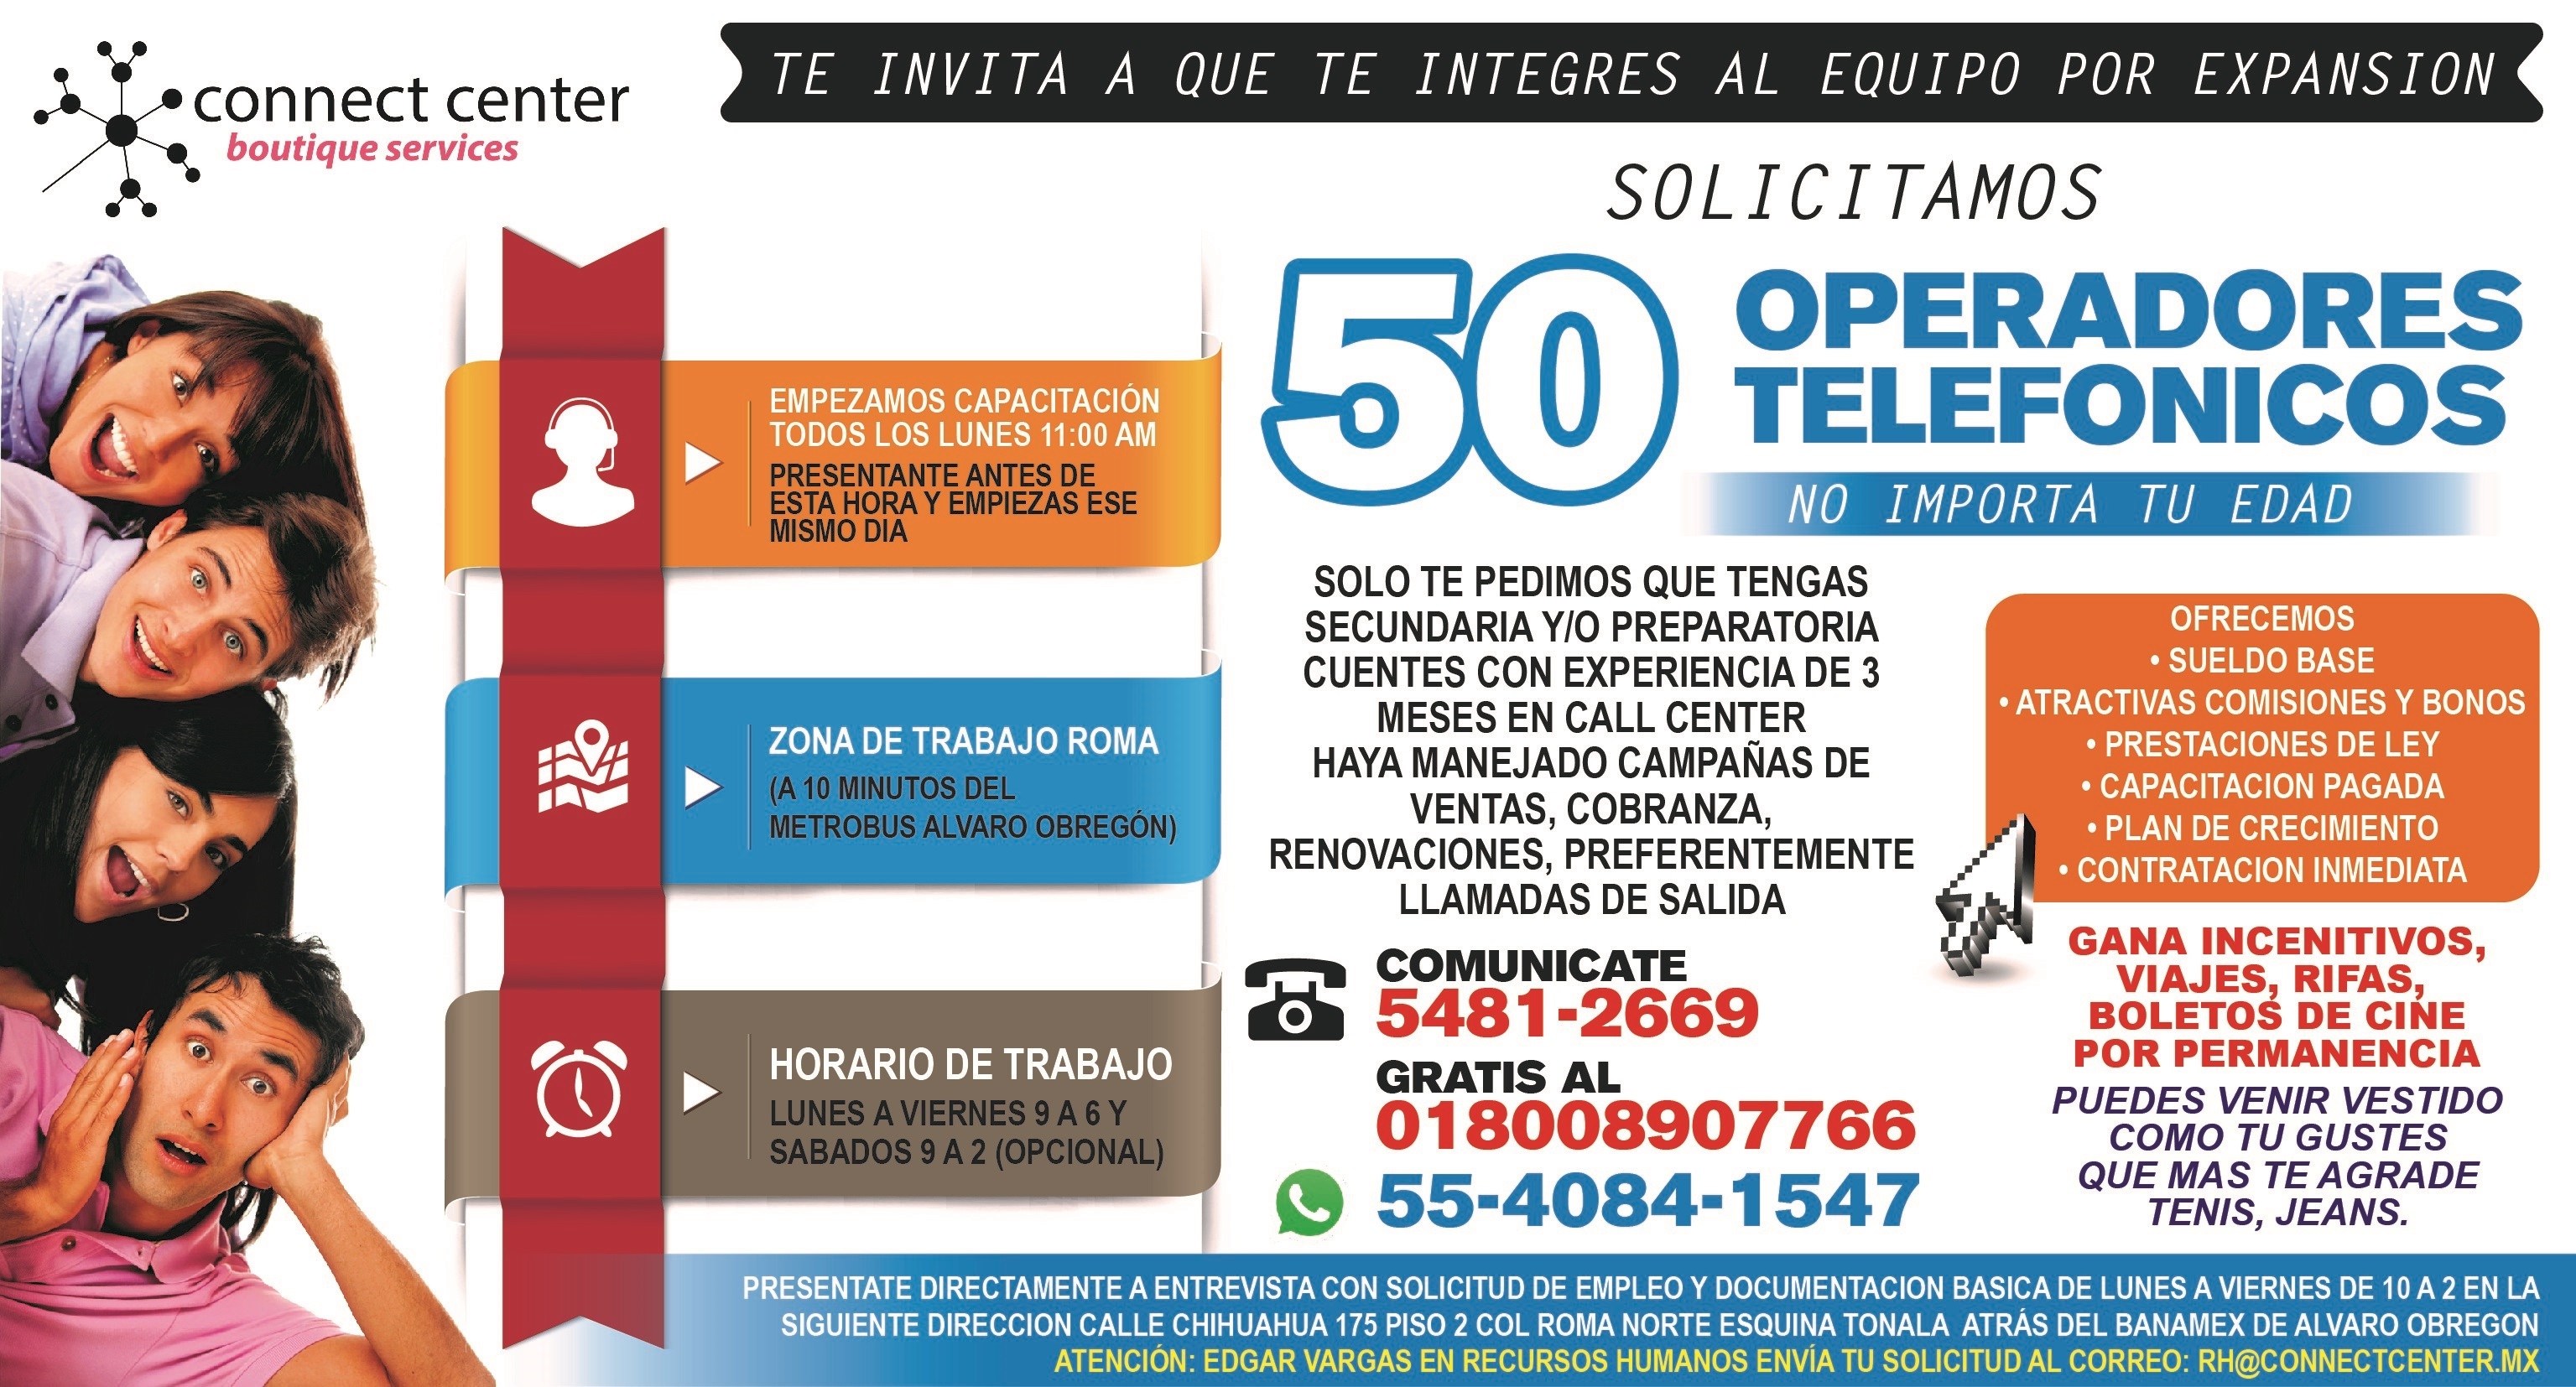 connect center
boutique services
TE INVITA A QUE TE INTEGRES AL EQUIPO POR EXPANSION
SOLICITAMOS
50
OPERADORES
TELEFONICOS
NO IMPORTA TU EDAD
EMPEZAMOS CAPACITACIÓN
TODOS LOS LUNES 11:00 AM
PRESENTANTE ANTES DE
ESTA HORA Y EMPIEZAS ESE
MISMO DIA
ZONA DE TRABAJO ROMA
(A 10 MINUTOS DEL
METROBUS ALVARO OBREGÓN)
HORARIO DE TRABAJO
LUNES A VIERNES 9 A 6 Y
SABADOS 9 A 2 (OPCIONAL)
SOLO TE PEDIMOS QUE TENGAS
SECUNDARIA Y/O PREPARATORIA
CUENTES CON EXPERIENCIA DE 3
MESES EN CALL CENTER
HAYA MANEJADO CAMPAÑAS DE
VENTAS, COBRANZA,
RENOVACIONES, PREFERENTEMENTE
LLAMADAS DE SALIDA
COMUNICATE
5481-2669
GRATIS AL
018008907766
55-4084-1547
OFRECEMOS
• SUELDO BASE
• ATRACTIVAS COMISIONES Y BONOS
• PRESTACIONES DE LEY
• CAPACITACION PAGADA
• PLAN DE CRECIMIENTO
• CONTRATACION INMEDIATA
GANA INCENITIVOS,
VIAJES, RIFAS,
BOLETOS DE CINE
POR PERMANENCIA
PUEDES VENIR VESTIDO
COMO TU GUSTES
QUE MAS TE AGRADE
TENIS, JEANS.
PRESENTATE DIRECTAMENTE A ENTREVISTA CON SOLICITUD DE EMPLEO Y DOCUMENTACION BASICA DE LUNES A VIERNES DE 10 A 2 EN LA
SIGUIENTE DIRECCION CALLE CHIHUAHUA 175 PISO 2 COL ROMA NORTE ESQUINA TONALA ATRÁS DEL BANAMEX DE ALVARO OBREGON
ATENCIÓN: EDGAR VARGAS EN RECURSOS HUMANOS ENVÍA TU SOLICITUD AL CORREO: RH@CONNECTCENTER.MX